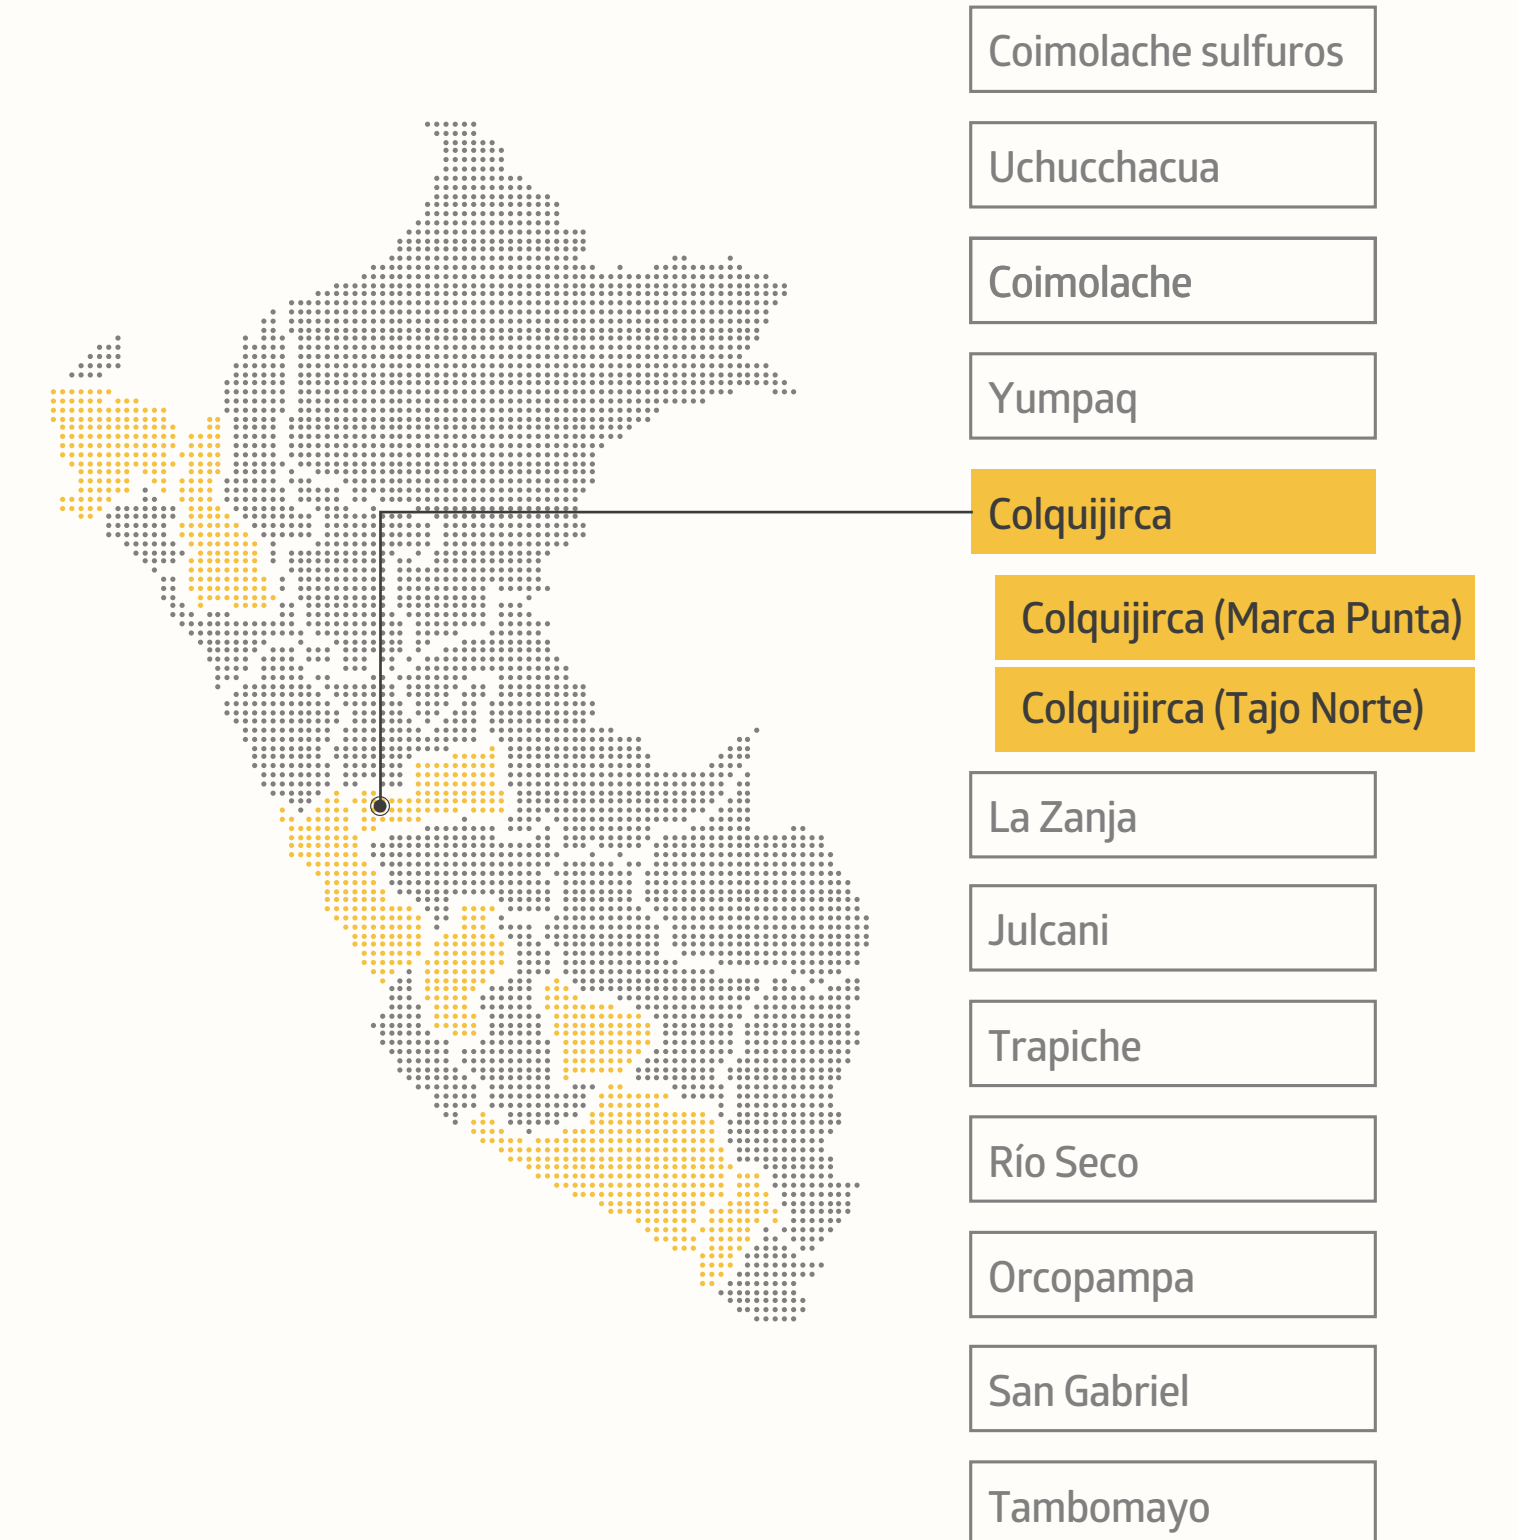 Coimolache sulfuros
Uchucchacua
Coimolache
Yumpaq
Colquijirca
Colquijirca (Marca Punta)
Colquijirca (Tajo Norte)
La Zanja
Julcani
Trapiche
Río Seco
Orcopampa
San Gabriel
Tambomayo